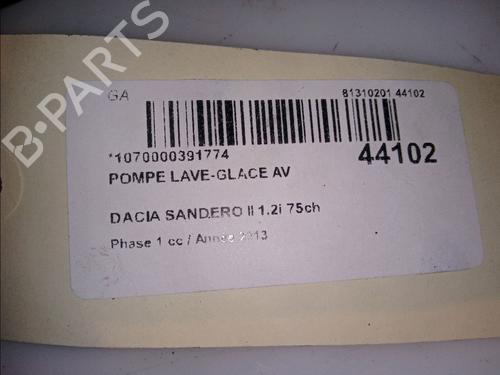 B-PARTS
GA 81310201 44102
*1070000391774 44102
POMPE LAVE-GLACE AV
DACIA SANDERO II 1.2i 75ch
Phase 1 cc / Année 2013